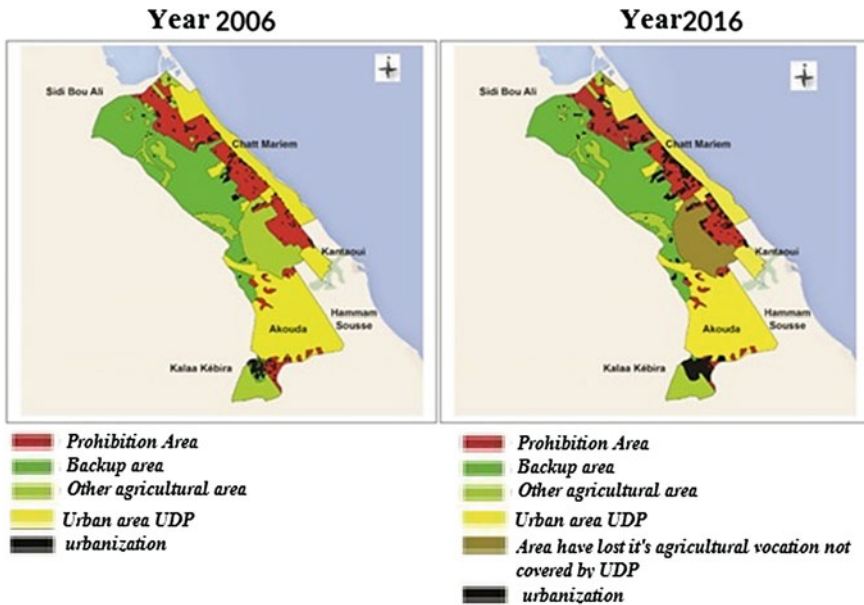 Year 2006
Sidi Bou Ali
Chatt Mariem
Kantaoui
Hammam
Sousse
Akouda
Kalaa Kébira
Prohibition Area
Backup area
Other agricultural area
Urban area UDP
urbanization
Year2016
Sidi Bou Ali
Chatt Mariem
Kantaoui
Hammam
Sousse
Akouda
Kalaa Kébira
Prohibition Area
Backup area
Other agricultural area
Urban area UDP
Area have lost it's agricultural vocation not
covered by UDP
urbanization